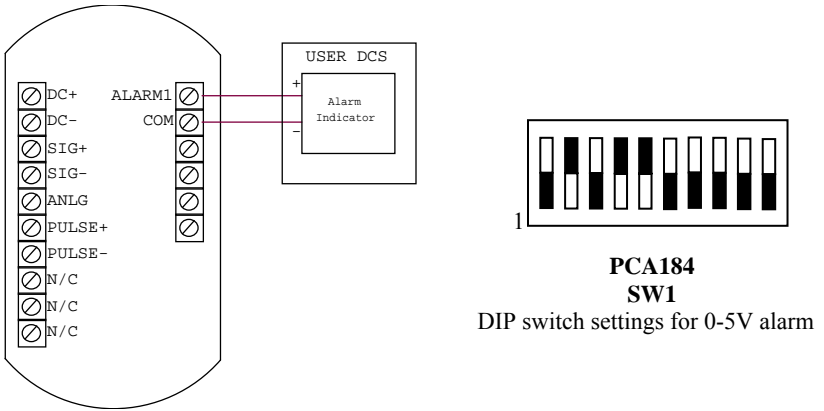 USER DCS
DC+
DC-
SIG+
SIG-
ANLG
PULSE+
PULSE-
N/C
N/C
N/C
ALARM1
COM
+
Alarm
Indicator
−
1
PCA184
SW1
DIP switch settings for 0-5V alarm